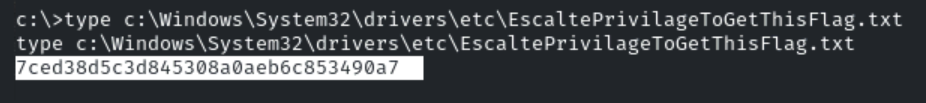 c:\>type c:\Windows\System32\drivers\etc\EscaltePrivilageToGetThisFlag.txt
type c:\Windows\System32\drivers\etc\EscaltePrivilageToGetThisFlag.txt
7ced38d5c3d845308a0aeb6c853490a7